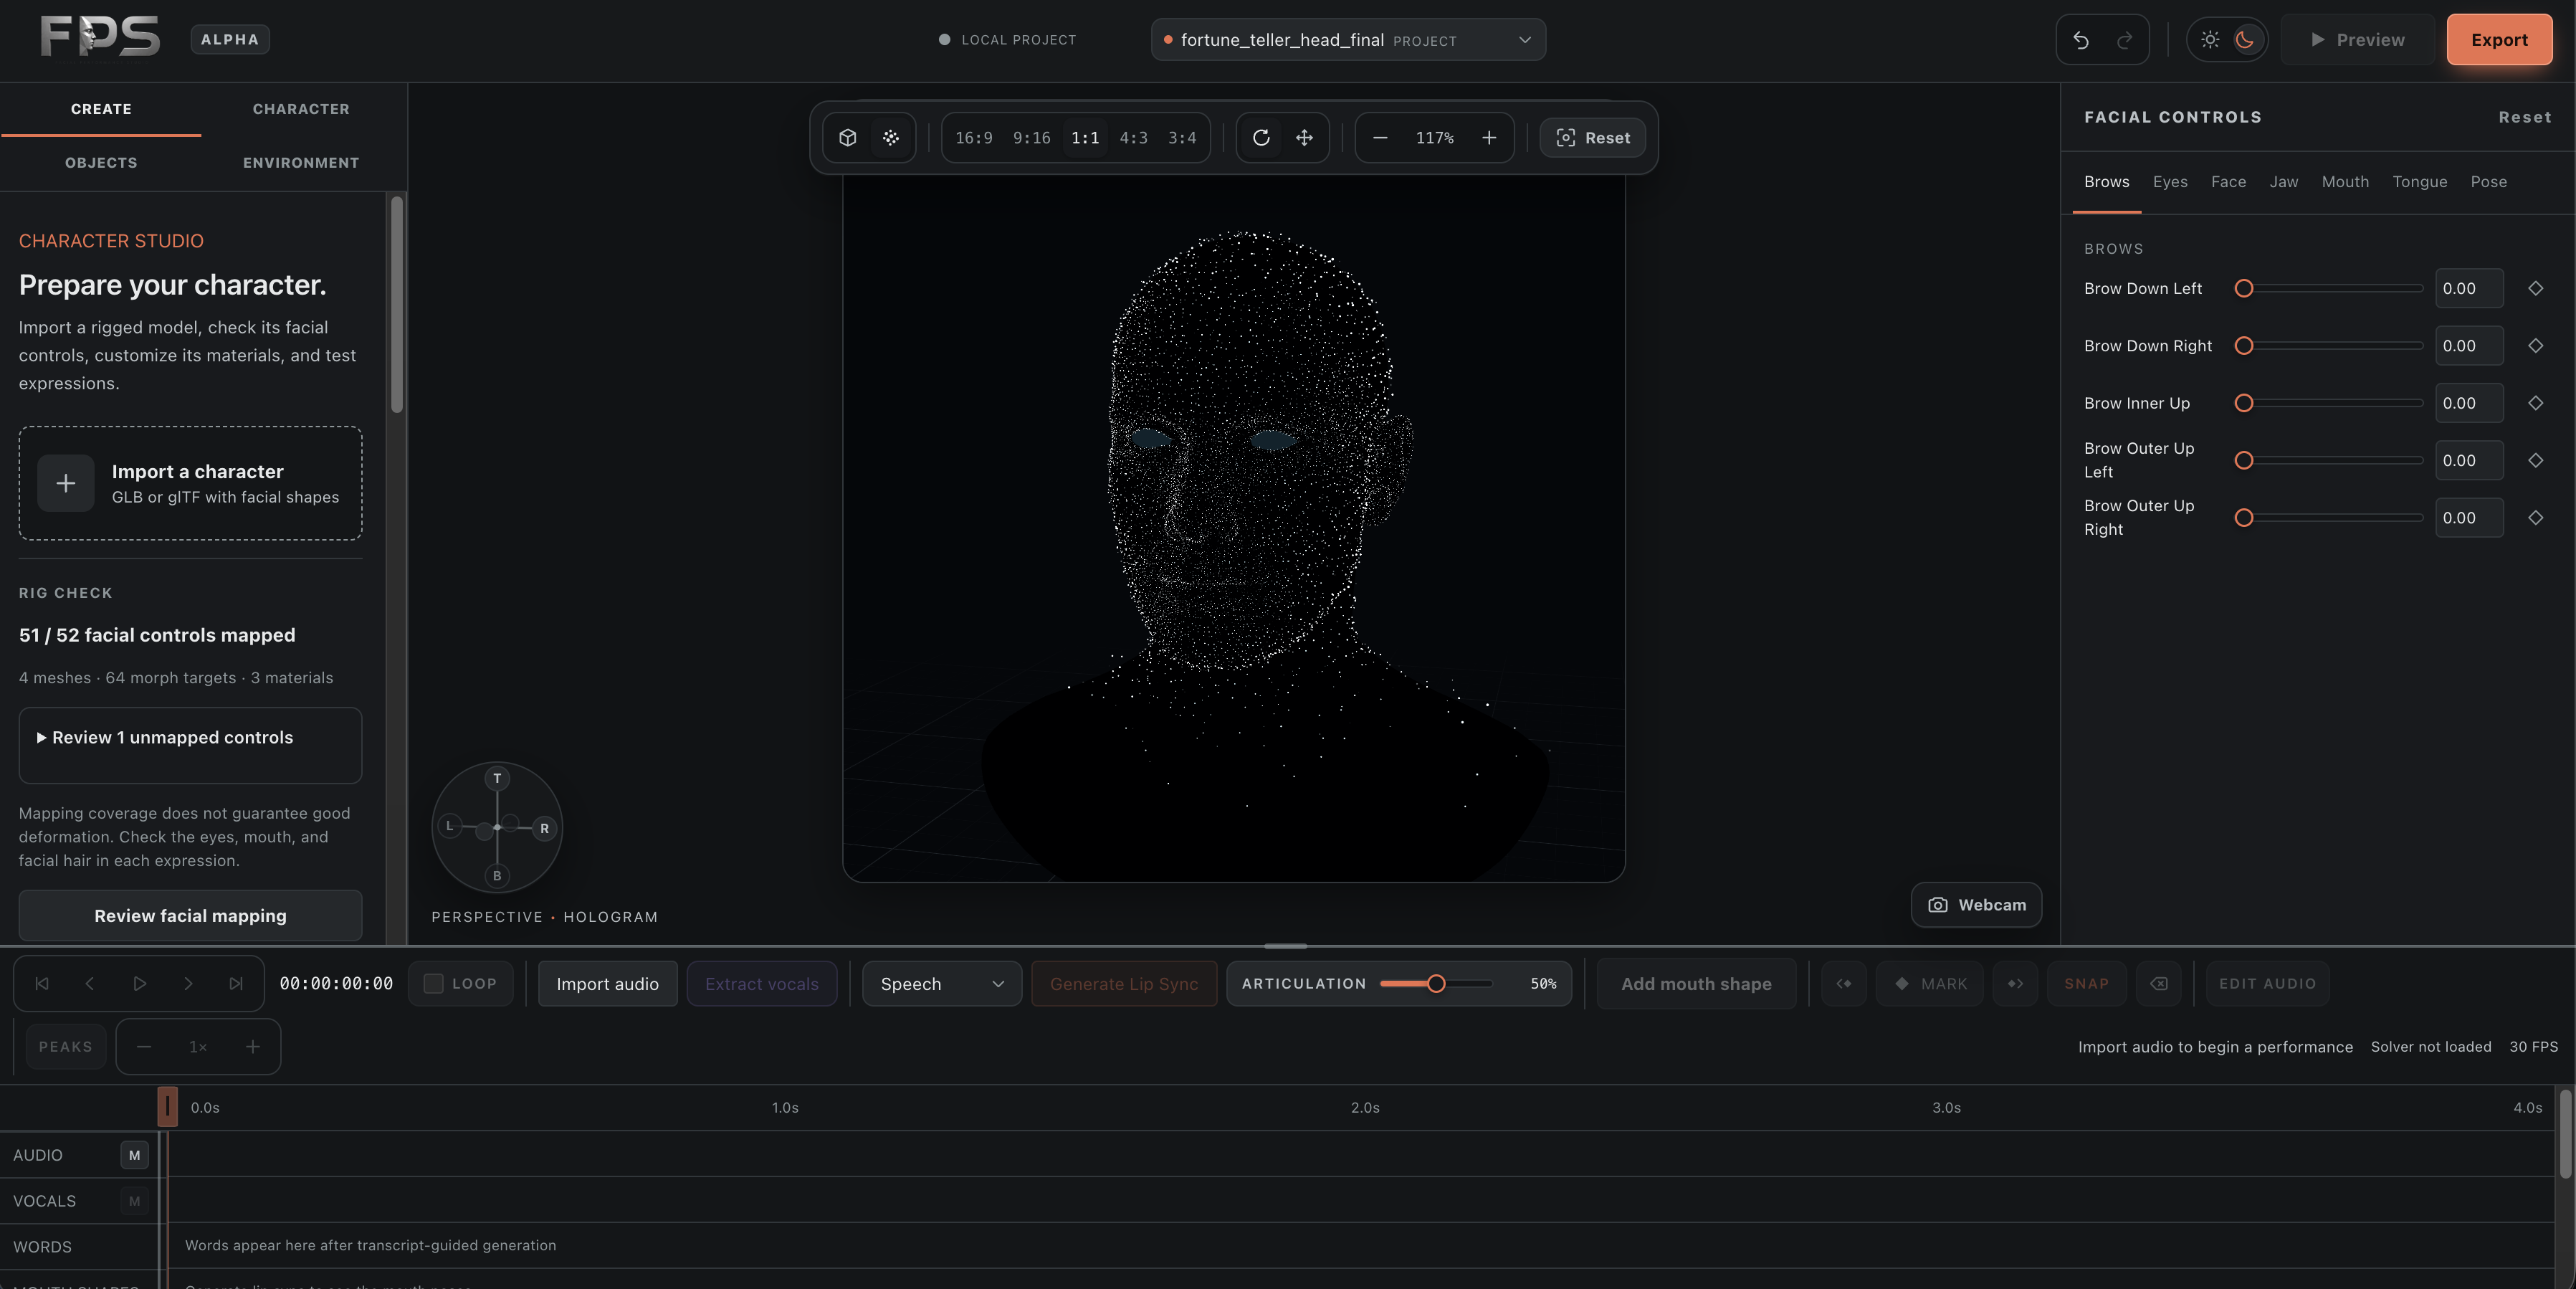 FPS
ALPHA
LOCAL PROJECT
fortune_teller_head_final PROJECT
Preview
Export
CREATE
CHARACTER
OBJECTS
ENVIRONMENT
CHARACTER STUDIO
Prepare your character.
Import a rigged model, check its facial
controls, customize its materials, and test
expressions.
Import a character
GLB or glTF with facial shapes
RIG CHECK
51 / 52 facial controls mapped
4 meshes · 64 morph targets · 3 materials
Review 1 unmapped controls
Mapping coverage does not guarantee good
deformation. Check the eyes, mouth, and
facial hair in each expression.
Review facial mapping
16:9 9:16 1:1 4:3 3:4
117%
Reset
T
L
R
B
PERSPECTIVE • HOLOGRAM
Webcam
FACIAL CONTROLS
Reset
Brows Eyes Face Jaw Mouth Tongue Pose
BROWS
Brow Down Left 0.00
Brow Down Right 0.00
Brow Inner Up 0.00
Brow Outer Up
Left
0.00
Brow Outer Up
Right
0.00
00:00:00:00
LOOP
Import audio
Extract vocals
Speech
Generate Lip Sync
ARTICULATION 50%
Add mouth shape
MARK
SNAP
EDIT AUDIO
PEAKS
1×
Import audio to begin a performance Solver not loaded 30 FPS
0.0s 1.0s 2.0s 3.0s 4.0s
AUDIO M
VOCALS M
WORDS
Words appear here after transcript-guided generation